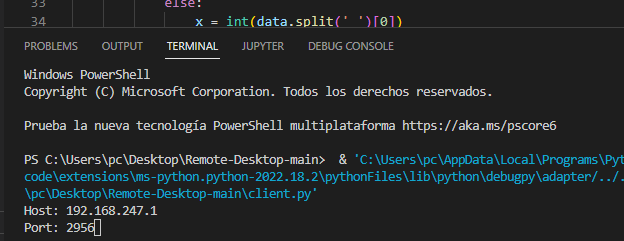 33 else:
34 x = int(data.split(' ')[0])
PROBLEMS OUTPUT TERMINAL JUPYTER DEBUG CONSOLE
Windows PowerShell
Copyright (C) Microsoft Corporation. Todos los derechos reservados.
Prueba la nueva tecnología PowerShell multiplataforma https://aka.ms/pscore6
PS C:\Users\pc\Desktop\Remote-Desktop-main> & 'C:\Users\pc\AppData\Local\Programs\Pyt
code\extensions\ms-python.python-2022.18.2\pythonFiles\lib\python\debugpy\adapter/../.
\pc\Desktop\Remote-Desktop-main\client.py'
Host: 192.168.247.1
Port: 2956